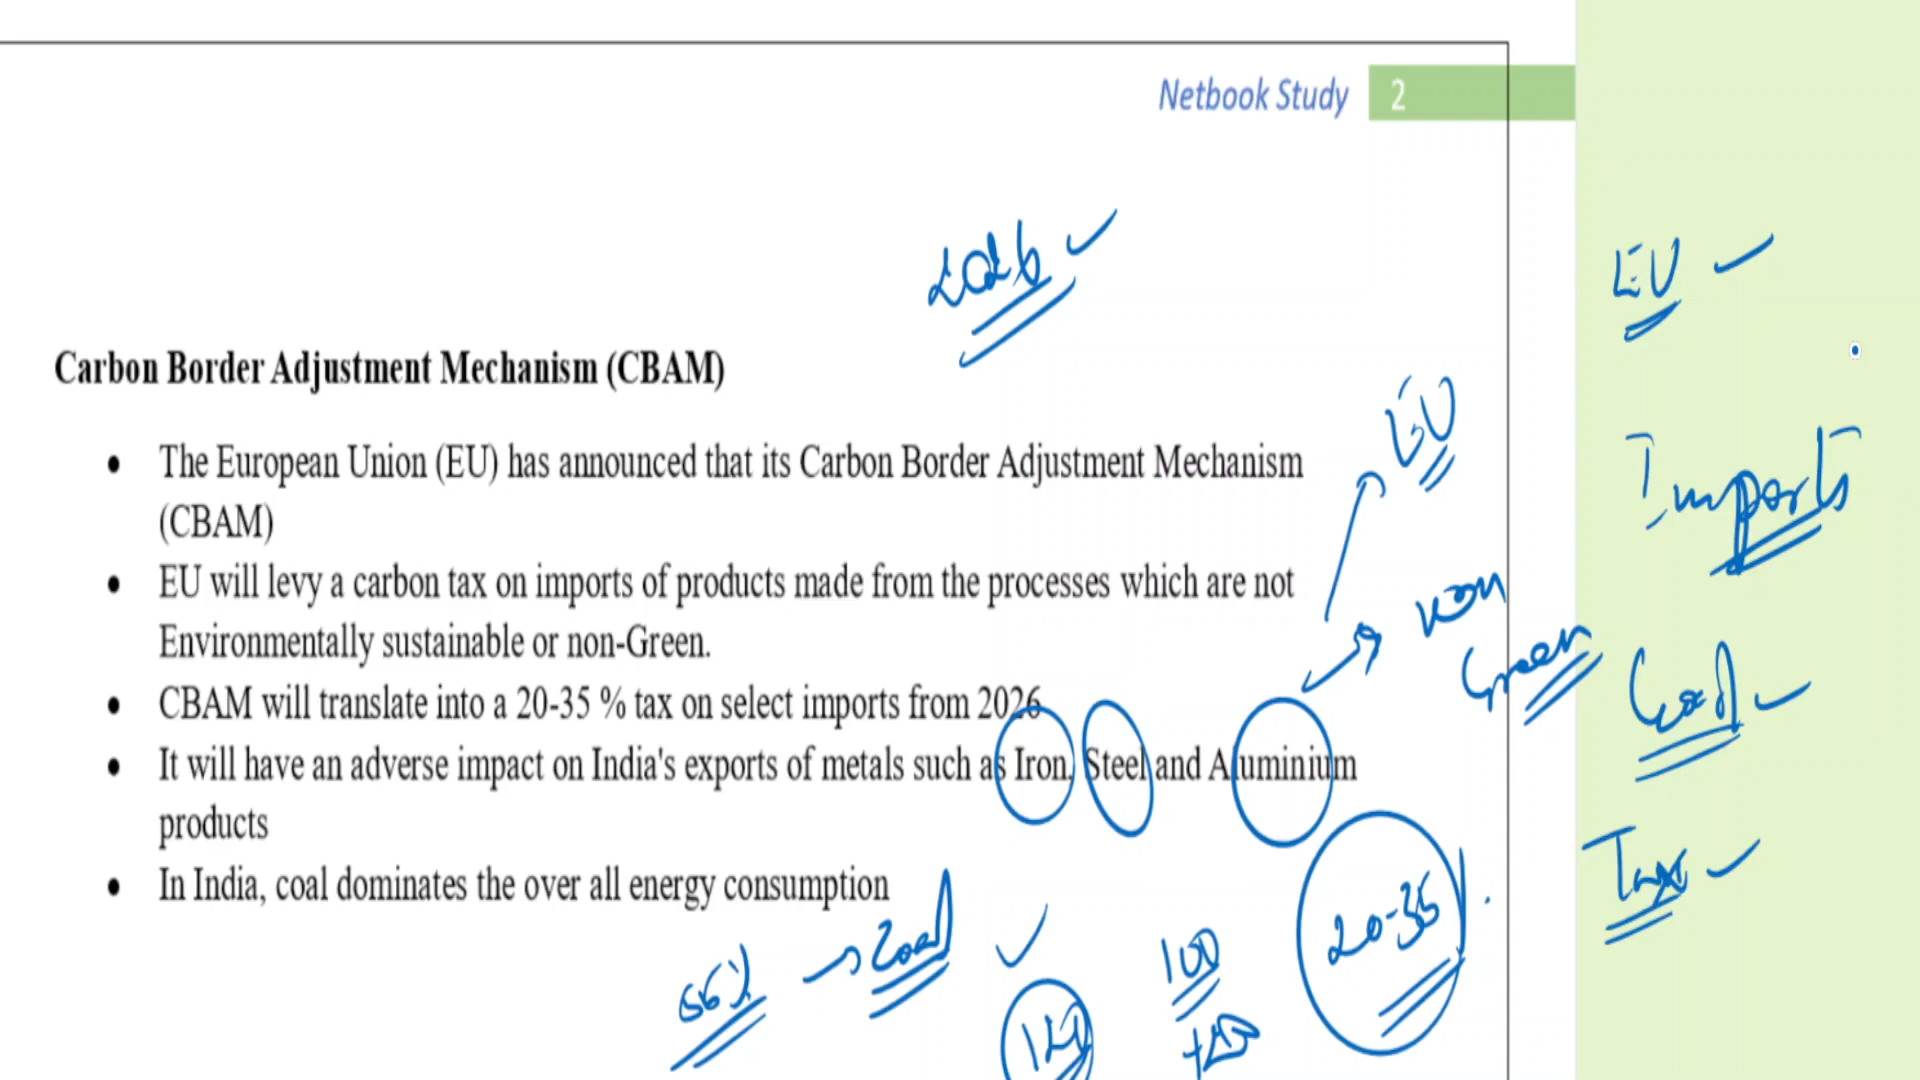 Netbook Study 2
2026
EU
Carbon Border Adjustment Mechanism (CBAM)
EU
• The European Union (EU) has announced that its Carbon Border Adjustment Mechanism
(CBAM)
Imports
• EU will levy a carbon tax on imports of products made from the processes which are not
Environmentally sustainable or non-Green.
non
Green
Coal
• CBAM will translate into a 20-35 % tax on select imports from 2026
• It will have an adverse impact on India's exports of metals such as Iron, Steel and Aluminium
products
Tax
• In India, coal dominates the over all energy consumption
20-35%
56% → Coal
100
120